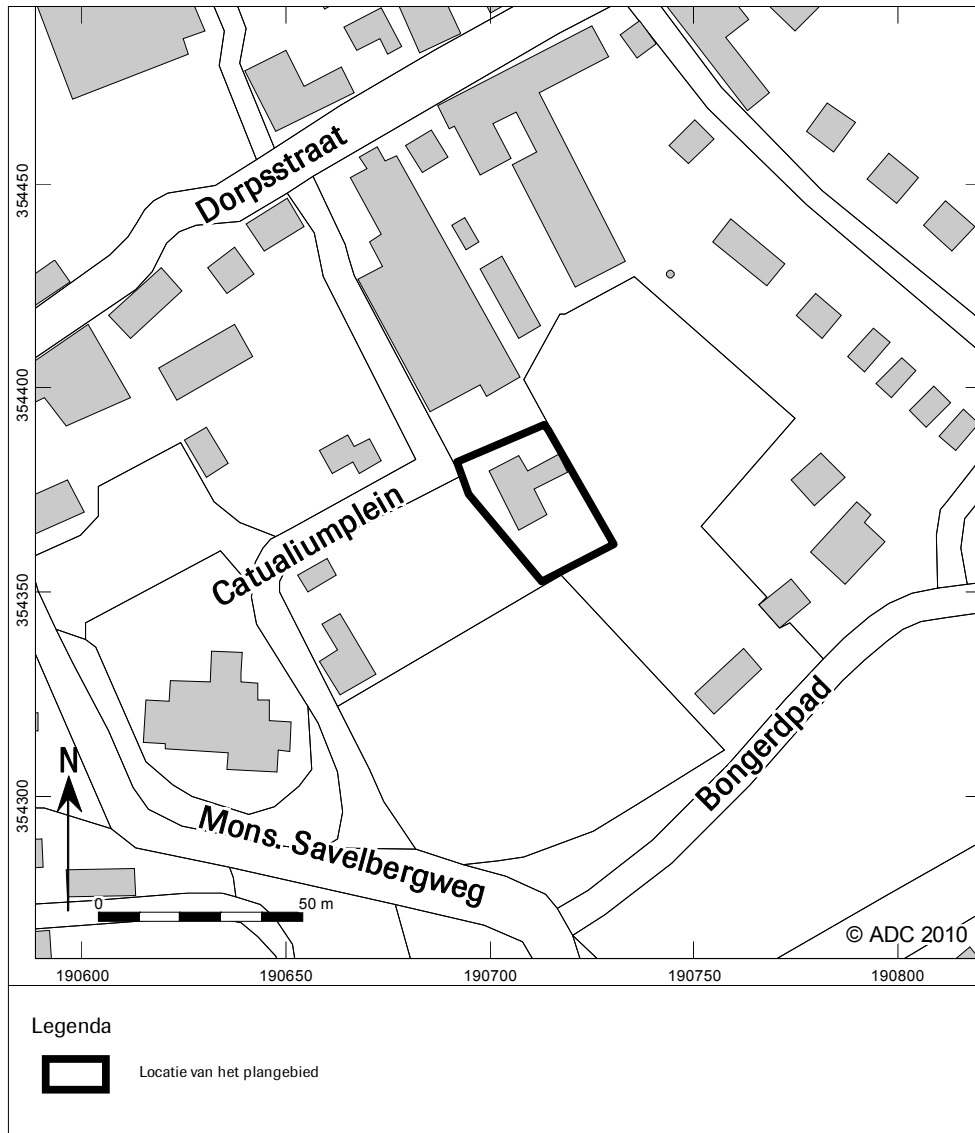 Dorpsstraat
354450
354400
Catualiumplein
354350
Bongerdpad
354300
N
Mons. Savelbergweg
0 50 m
© ADC 2010
190600 190650 190700 190750 190800
Legenda
Locatie van het plangebied